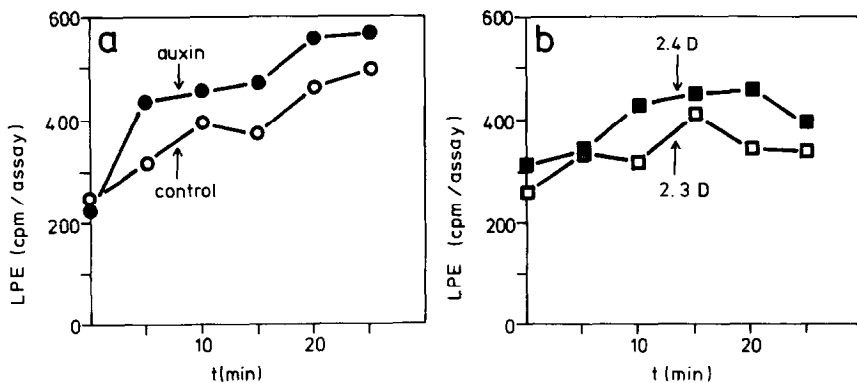 a
600
400
200
0
LPE (cpm/assay)
auxin
control
10
20
t(min)
b
600
400
200
0
LPE (cpm/assay)
2.4 D
2.3 D
10
20
t(min)